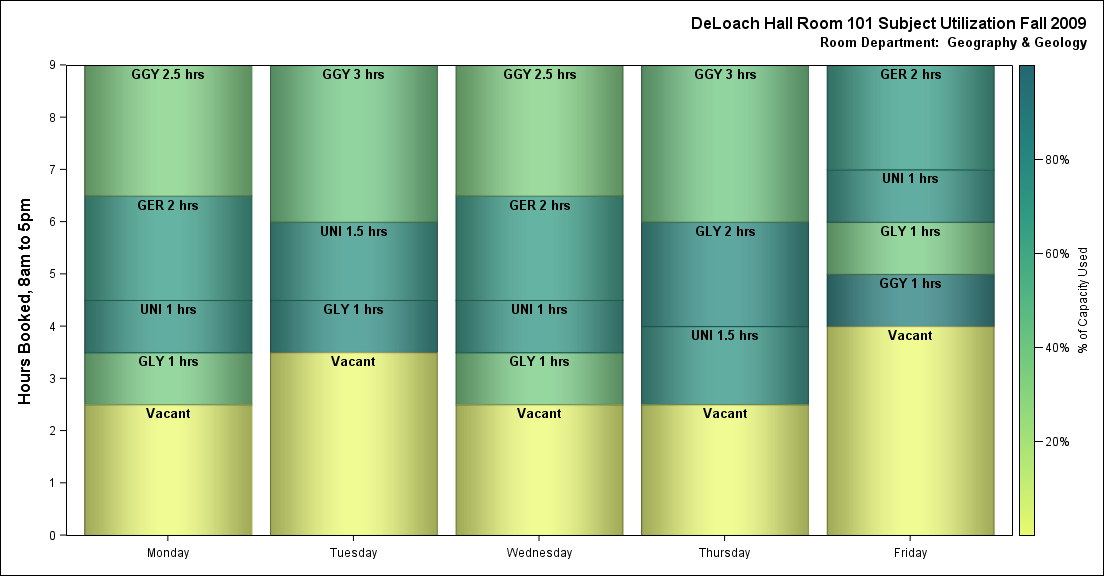 DeLoach Hall Room 101 Subject Utilization Fall 2009
Room Department: Geography & Geology
Hours Booked, 8am to 5pm
9
8
7
6
5
4
3
2
1
0
GGY 2.5 hrs
GER 2 hrs
UNI 1 hrs
GLY 1 hrs
Vacant
GGY 3 hrs
UNI 1.5 hrs
GLY 1 hrs
Vacant
GGY 2.5 hrs
GER 2 hrs
UNI 1 hrs
GLY 1 hrs
Vacant
GGY 3 hrs
GLY 2 hrs
UNI 1.5 hrs
Vacant
GER 2 hrs
UNI 1 hrs
GLY 1 hrs
GGY 1 hrs
Vacant
Monday
Tuesday
Wednesday
Thursday
Friday
80%
60%
40%
20%
% of Capacity Used